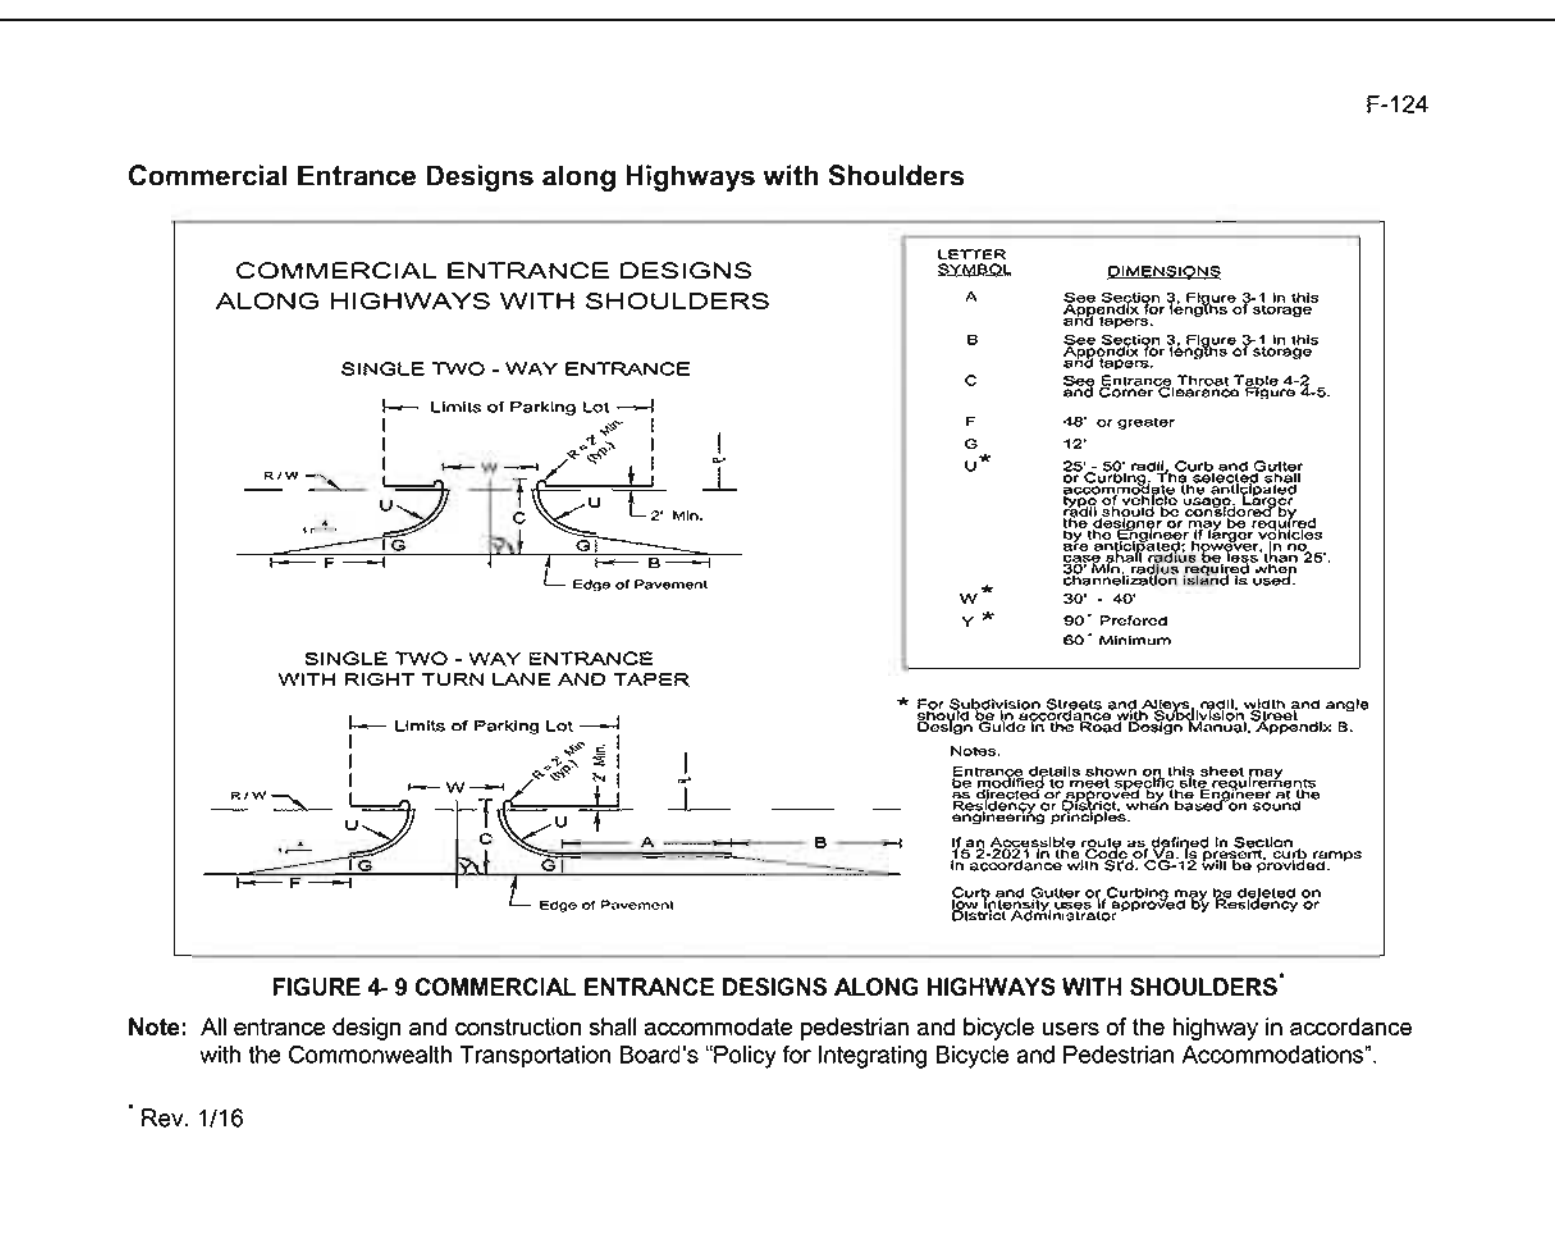 F-124
Commercial Entrance Designs along Highways with Shoulders
COMMERCIAL ENTRANCE DESIGNS
ALONG HIGHWAYS WITH SHOULDERS
SINGLE TWO - WAY ENTRANCE
Limits of Parking Lot
R = 2' Min.
(typ.)
W
R/W
U
U
C
2' Min.
G
G
F
B
Edge of Pavement
SINGLE TWO - WAY ENTRANCE
WITH RIGHT TURN LANE AND TAPER
Limits of Parking Lot
R = 2' Min
(typ.)
2' Min.
W
R/W
U
U
C
A
B
G
G
F
Edge of Pavement
LETTER
SYMBOL
DIMENSIONS
A
See Section 3, Figure 3-1 in this
Appendix for lengths of storage
and tapers.
B
See Section 3, Figure 3-1 in this
Appendix for lengths of storage
and tapers.
C
See Entrance Throat Table 4-2
and Corner Clearance Figure 4-5.
F
48' or greater
G
12'
U*
25' - 50' radii, Curb and Gutter
or Curbing. The selected shall
accommodate the anticipated
type of vehicle usage. Larger
radii should be considered by
the designer or may be required
by the Engineer if larger vehicles
are anticipated; however, in no
case shall radius be less than 25'.
30' Min. radius required when
channelization island is used.
W*
30' - 40'
Y*
90° Prefered
60° Minimum
* For Subdivision Streets and Alleys, radii, width and angle
should be in accordance with Subdivision Street
Design Guide in the Road Design Manual, Appendix B.
Notes.
Entrance details shown on this sheet may
be modified to meet specific site requirements
as directed or approved by the Engineer at the
Residency or District, when based on sound
engineering principles.
If an Accessible route as defined in Section
15 2-2021 in the Code of Va. is present, curb ramps
in accordance with Std. CG-12 will be provided.
Curb and Gutter or Curbing may be deleted on
low intensity uses if approved by Residency or
District Administrator
FIGURE 4- 9 COMMERCIAL ENTRANCE DESIGNS ALONG HIGHWAYS WITH SHOULDERS*
Note: All entrance design and construction shall accommodate pedestrian and bicycle users of the highway in accordance
with the Commonwealth Transportation Board's "Policy for Integrating Bicycle and Pedestrian Accommodations".
* Rev. 1/16